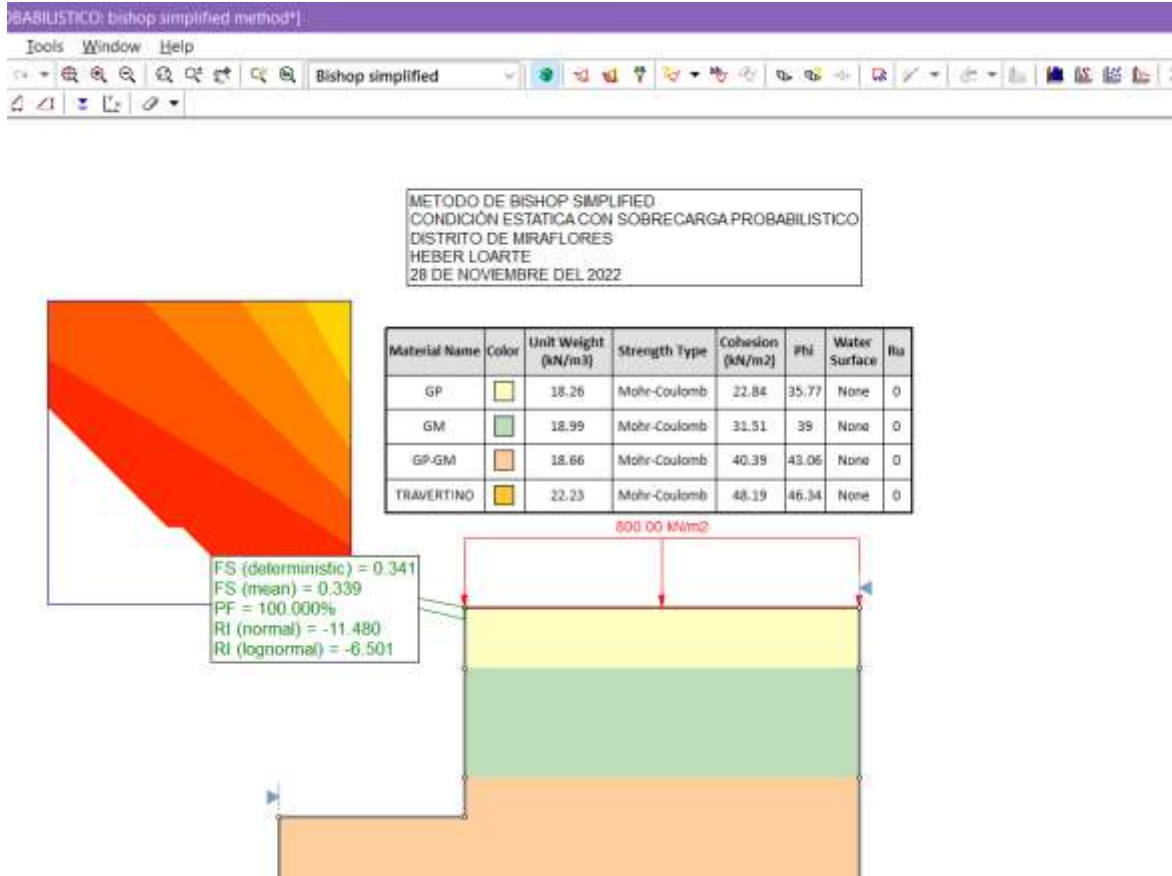 OBABILISTICO: bishop simplified method*]
Tools Window Help
Bishop simplified
METODO DE BISHOP SIMPLIFIED
CONDICIÓN ESTATICA CON SOBRECARGA PROBABILISTICO
DISTRITO DE MIRAFLORES
HEBER LOARTE
28 DE NOVIEMBRE DEL 2022
Material Name Color Unit Weight (kN/m3) Strength Type Cohesion (kN/m2) Phi Water Surface Ru
GP 18.26 Mohr-Coulomb 22.84 35.77 None 0
GM 18.99 Mohr-Coulomb 31.51 39 None 0
GP-GM 18.66 Mohr-Coulomb 40.39 43.06 None 0
TRAVERTINO 22.23 Mohr-Coulomb 48.19 46.34 None 0
800.00 kN/m2
FS (deterministic) = 0.341
FS (mean) = 0.339
PF = 100.000%
RI (normal) = -11.480
RI (lognormal) = -6.501